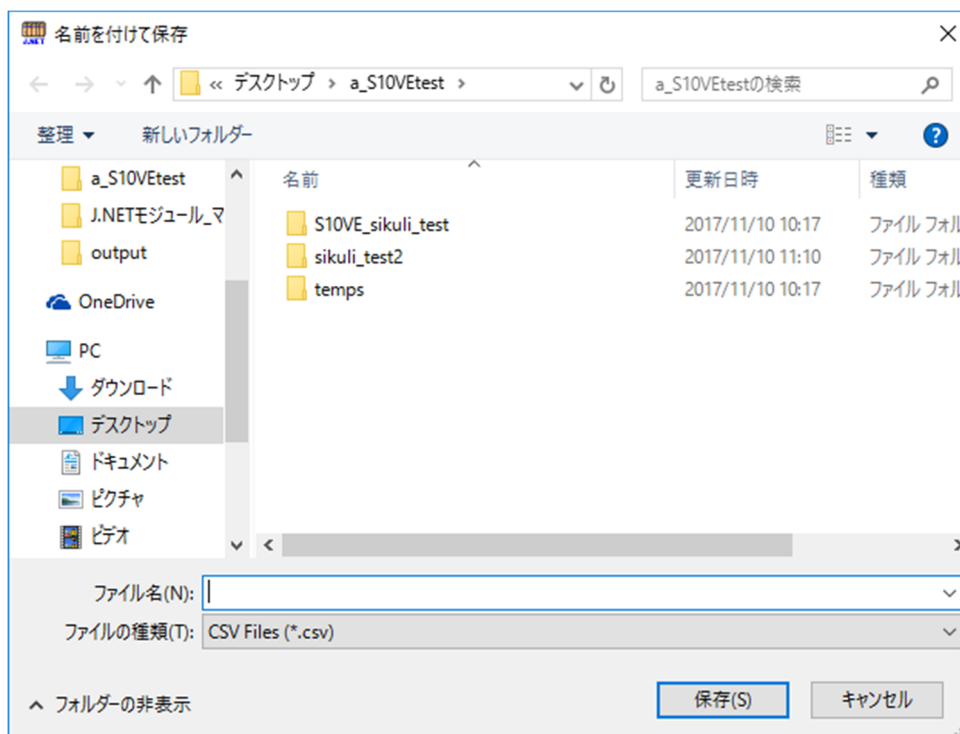 J.NET 名前を付けて保存
« デスクトップ › a_S10VEtest › a_S10VEtestの検索
整理 新しいフォルダー ?
a_S10VEtest
J.NETモジュール_マ
output
OneDrive
PC
ダウンロード
デスクトップ
ドキュメント
ピクチャ
ビデオ
名前 更新日時 種類
S10VE_sikuli_test 2017/11/10 10:17 ファイル フォル
sikuli_test2 2017/11/10 11:10 ファイル フォル
temps 2017/11/10 10:17 ファイル フォル
ファイル名(N):
ファイルの種類(T): CSV Files (*.csv)
フォルダーの非表示 保存(S) キャンセル